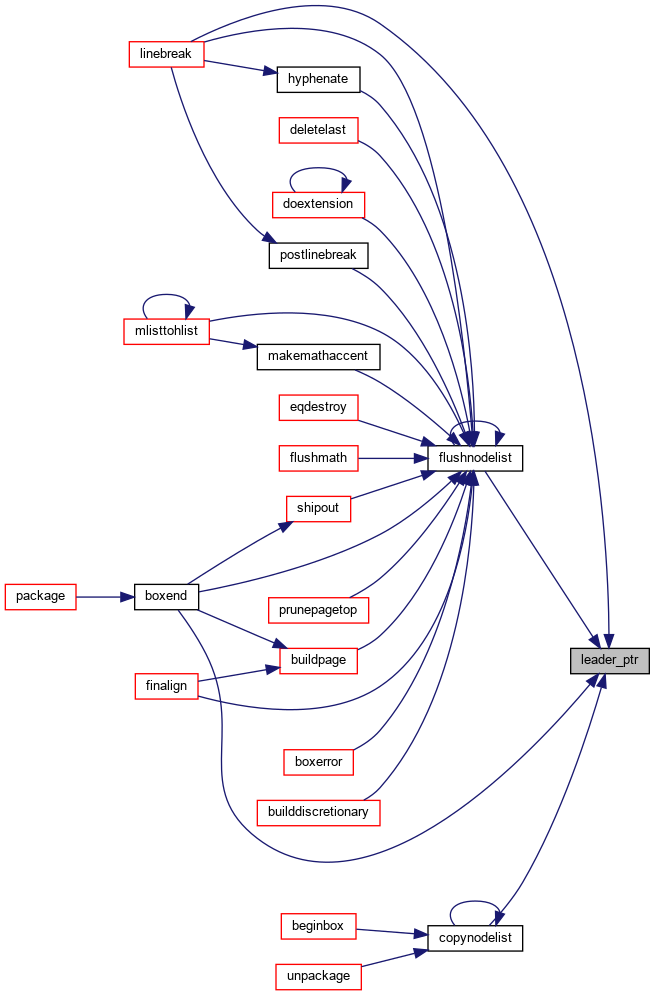 linebreak
hyphenate
deletelast
doextension
postlinebreak
mlisttohlist
makemathaccent
eqdestroy
flushnodelist
flushmath
shipout
package
boxend
prunepagetop
buildpage
leader_ptr
finalign
boxerror
builddiscretionary
beginbox
copynodelist
unpackage